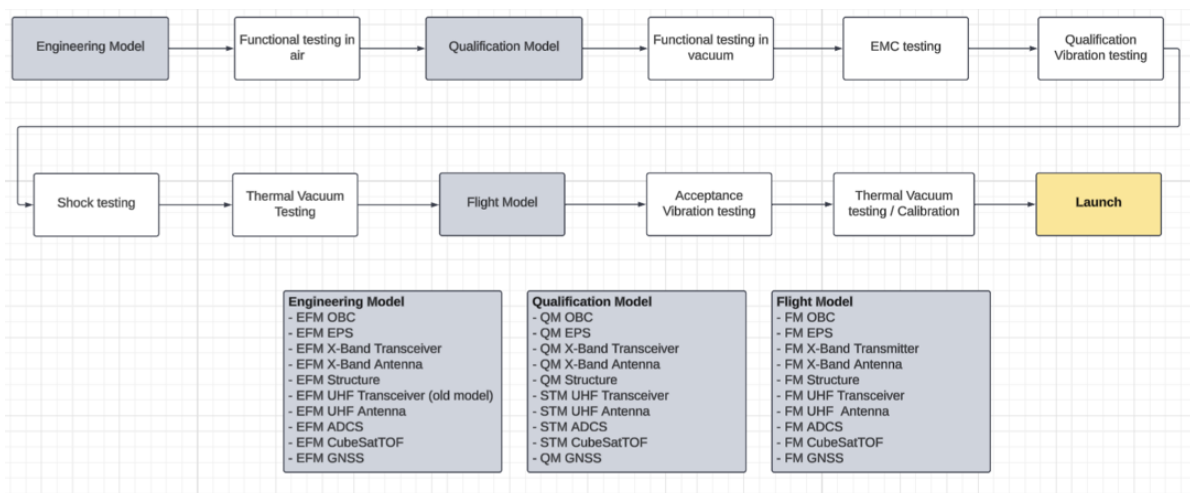 Engineering Model
Functional testing in
air
Qualification Model
Functional testing in
vacuum
EMC testing
Qualification
Vibration testing
Shock testing
Thermal Vacuum
Testing
Flight Model
Acceptance
Vibration testing
Thermal Vacuum
testing / Calibration
Launch
Engineering Model
- EFM OBC
- EFM EPS
- EFM X-Band Transceiver
- EFM X-Band Antenna
- EFM Structure
- EFM UHF Transceiver (old model)
- EFM UHF Antenna
- EFM ADCS
- EFM CubeSatTOF
- EFM GNSS
Qualification Model
- QM OBC
- QM EPS
- QM X-Band Transceiver
- QM X-Band Antenna
- QM Structure
- STM UHF Transceiver
- STM UHF Antenna
- STM ADCS
- STM CubeSatTOF
- QM GNSS
Flight Model
- FM OBC
- FM EPS
- FM X-Band Transmitter
- FM X-Band Antenna
- FM Structure
- FM UHF Transceiver
- FM UHF  Antenna
- FM ADCS
- FM CubeSatTOF
- FM GNSS